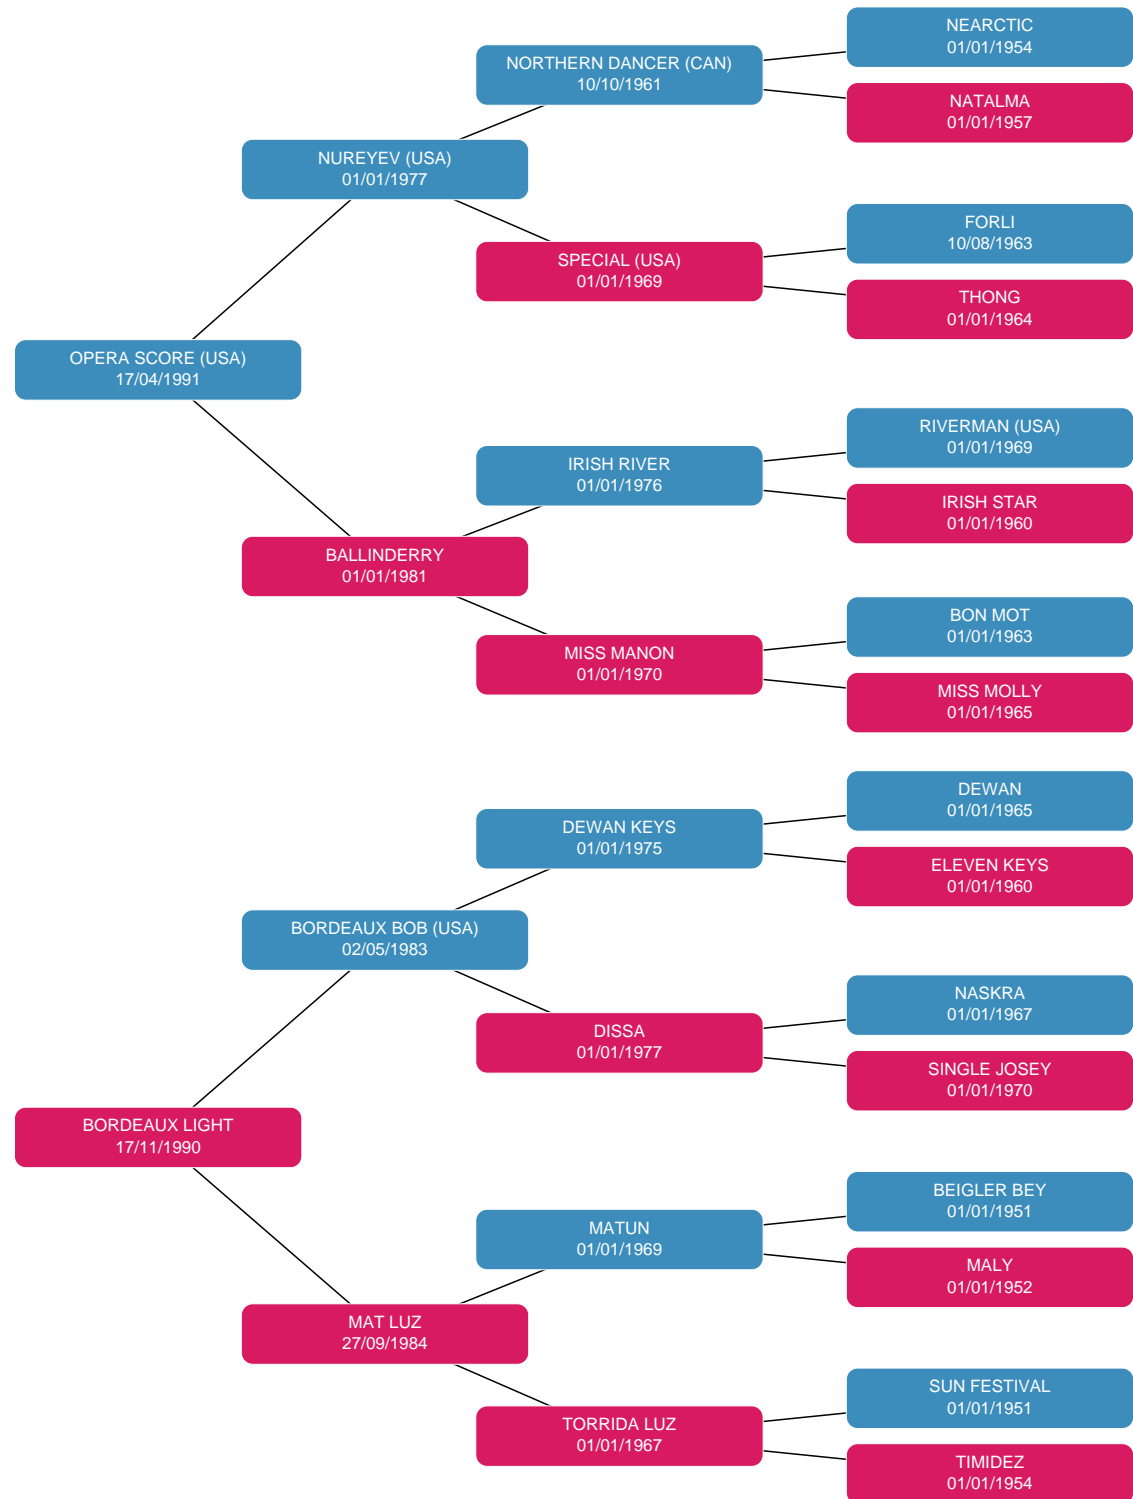 NEARCTIC
01/01/1954
NORTHERN DANCER (CAN)
10/10/1961
NATALMA
01/01/1957
NUREYEV (USA)
01/01/1977
FORLI
10/08/1963
SPECIAL (USA)
01/01/1969
THONG
01/01/1964
OPERA SCORE (USA)
17/04/1991
RIVERMAN (USA)
01/01/1969
IRISH RIVER
01/01/1976
IRISH STAR
01/01/1960
BALLINDERRY
01/01/1981
BON MOT
01/01/1963
MISS MANON
01/01/1970
MISS MOLLY
01/01/1965
DEWAN
01/01/1965
DEWAN KEYS
01/01/1975
ELEVEN KEYS
01/01/1960
BORDEAUX BOB (USA)
02/05/1983
NASKRA
01/01/1967
DISSA
01/01/1977
SINGLE JOSEY
01/01/1970
BORDEAUX LIGHT
17/11/1990
BEIGLER BEY
01/01/1951
MATUN
01/01/1969
MALY
01/01/1952
MAT LUZ
27/09/1984
SUN FESTIVAL
01/01/1951
TORRIDA LUZ
01/01/1967
TIMIDEZ
01/01/1954